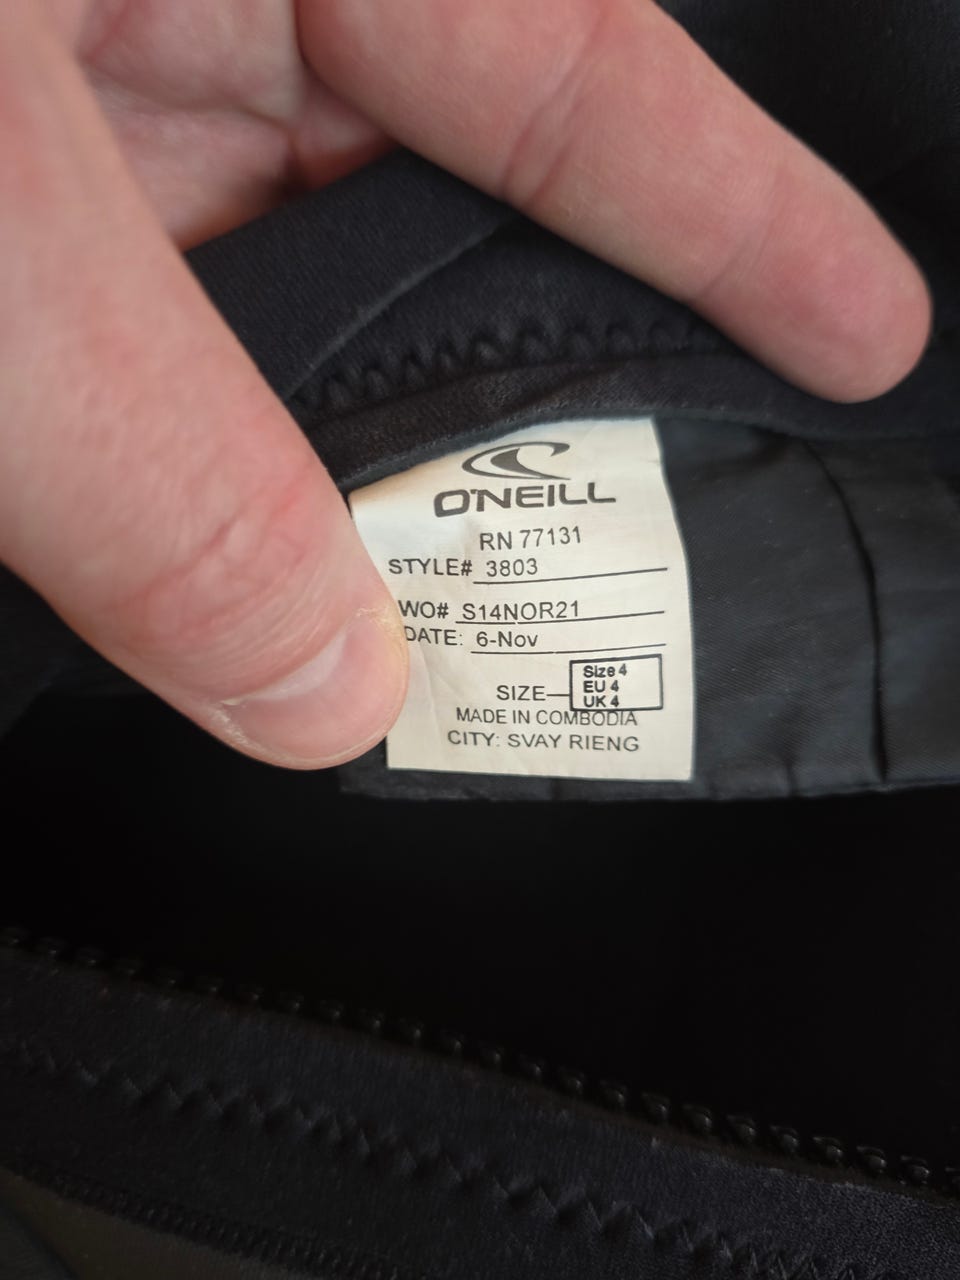 O'NEILL
RN 77131
STYLE# 3803
WO# S14NOR21
DATE: 6-Nov
SIZE Size 4
EU 4
UK 4
MADE IN COMBODIA
CITY: SVAY RIENG